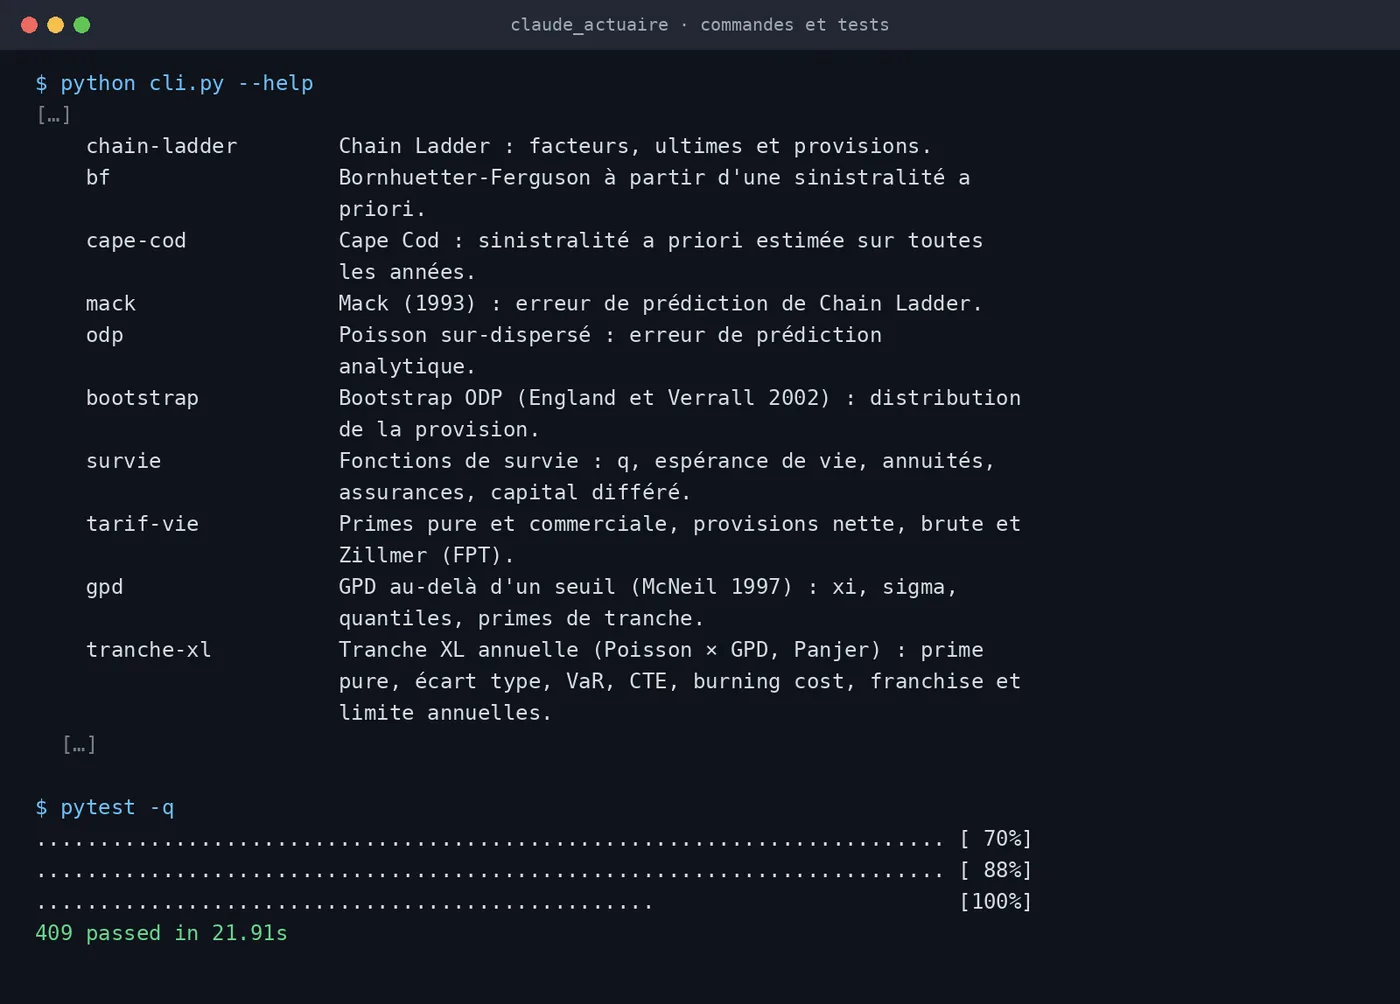 claude_actuaire · commandes et tests
$ python cli.py --help
[…]
chain-ladder Chain Ladder : facteurs, ultimes et provisions.
bf Bornhuetter-Ferguson à partir d'une sinistralité a
priori.
cape-cod Cape Cod : sinistralité a priori estimée sur toutes
les années.
mack Mack (1993) : erreur de prédiction de Chain Ladder.
odp Poisson sur-dispersé : erreur de prédiction
analytique.
bootstrap Bootstrap ODP (England et Verrall 2002) : distribution
de la provision.
survie Fonctions de survie : q, espérance de vie, annuités,
assurances, capital différé.
tarif-vie Primes pure et commerciale, provisions nette, brute et
Zillmer (FPT).
gpd GPD au-delà d'un seuil (McNeil 1997) : xi, sigma,
quantiles, primes de tranche.
tranche-xl Tranche XL annuelle (Poisson × GPD, Panjer) : prime
pure, écart type, VaR, CTE, burning cost, franchise et
limite annuelles.
[…]
$ pytest -q
........................................................................ [ 70%]
........................................................................ [ 88%]
................................................. [100%]
409 passed in 21.91s